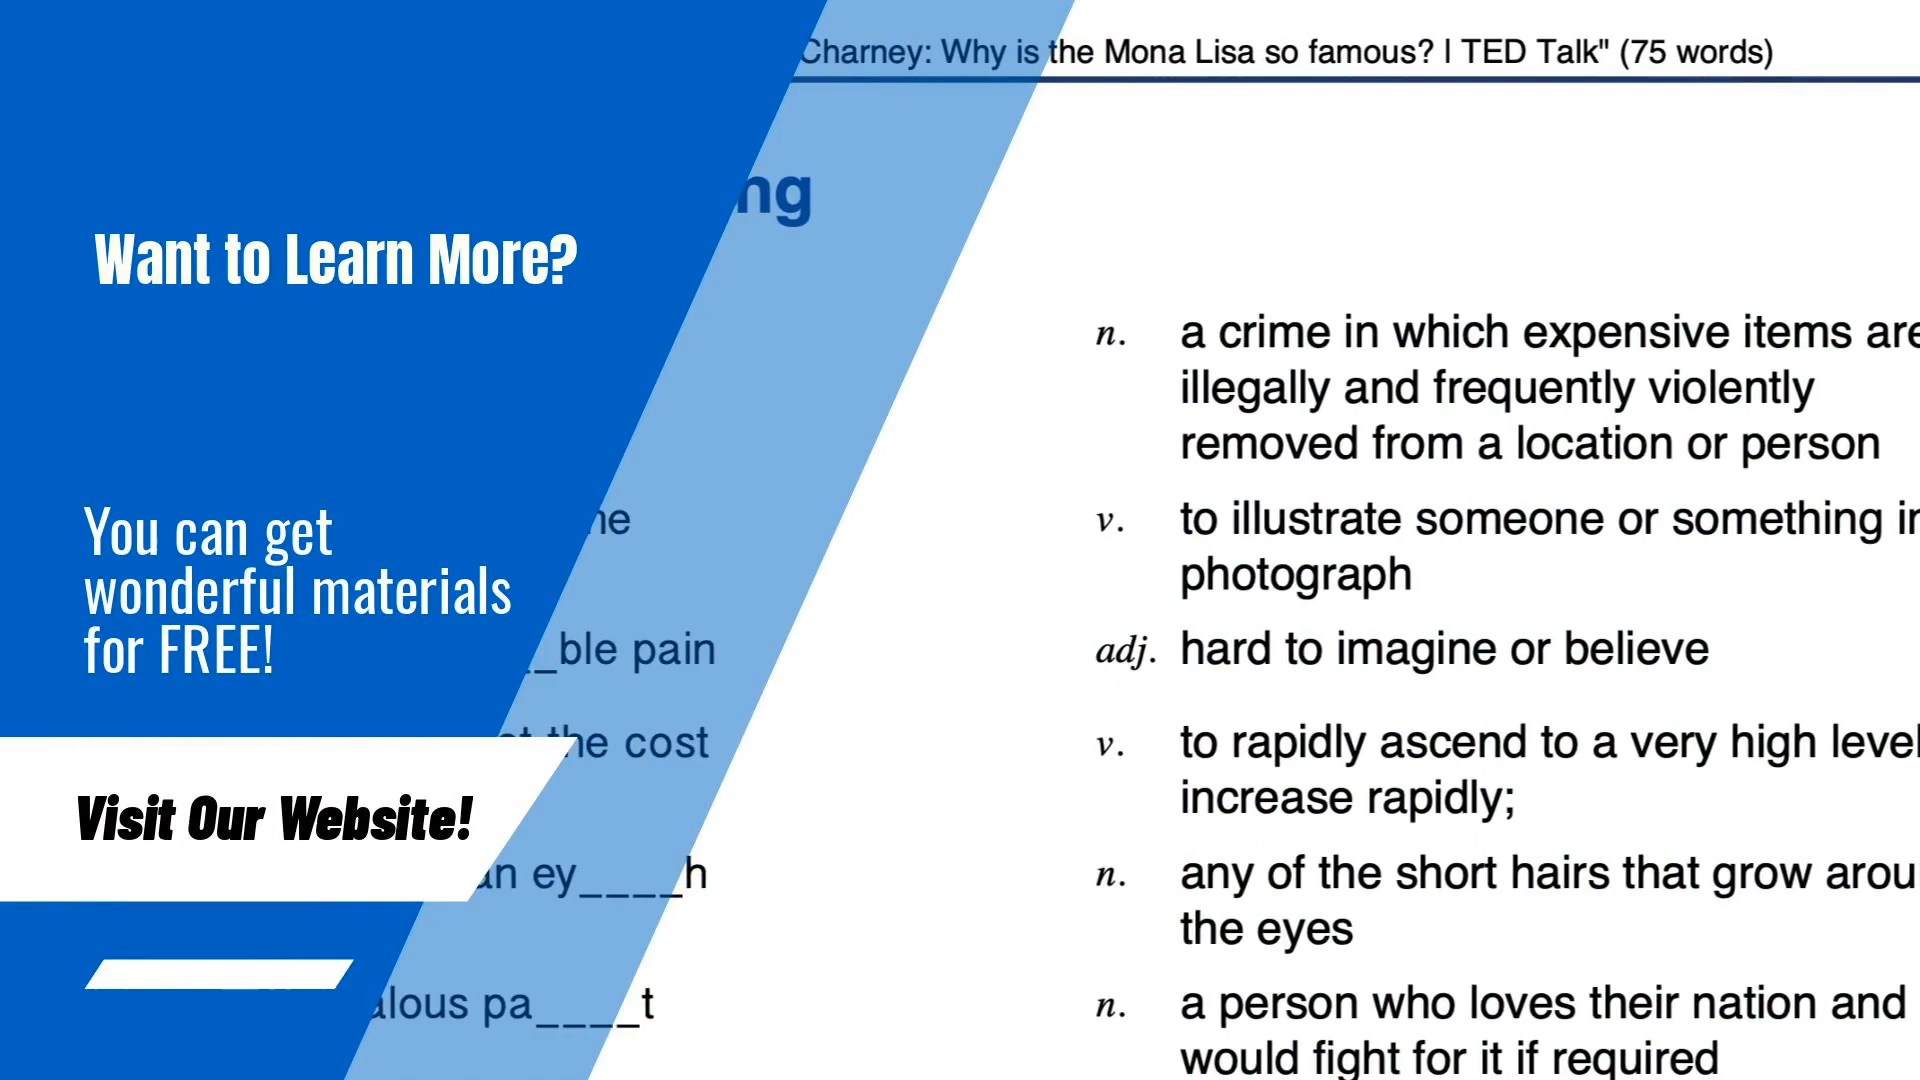 Charney: Why is the Mona Lisa so famous? | TED Talk" (75 words)
ng
Want to Learn More?
You can get
wonderful materials
for FREE!
Visit Our Website!
n. a crime in which expensive items are
illegally and frequently violently
removed from a location or person
he v. to illustrate someone or something in
photograph
_ble pain adj. hard to imagine or believe
the cost v. to rapidly ascend to a very high level
increase rapidly;
an ey____h n. any of the short hairs that grow arou
the eyes
alous pa____t n. a person who loves their nation and
would fight for it if required